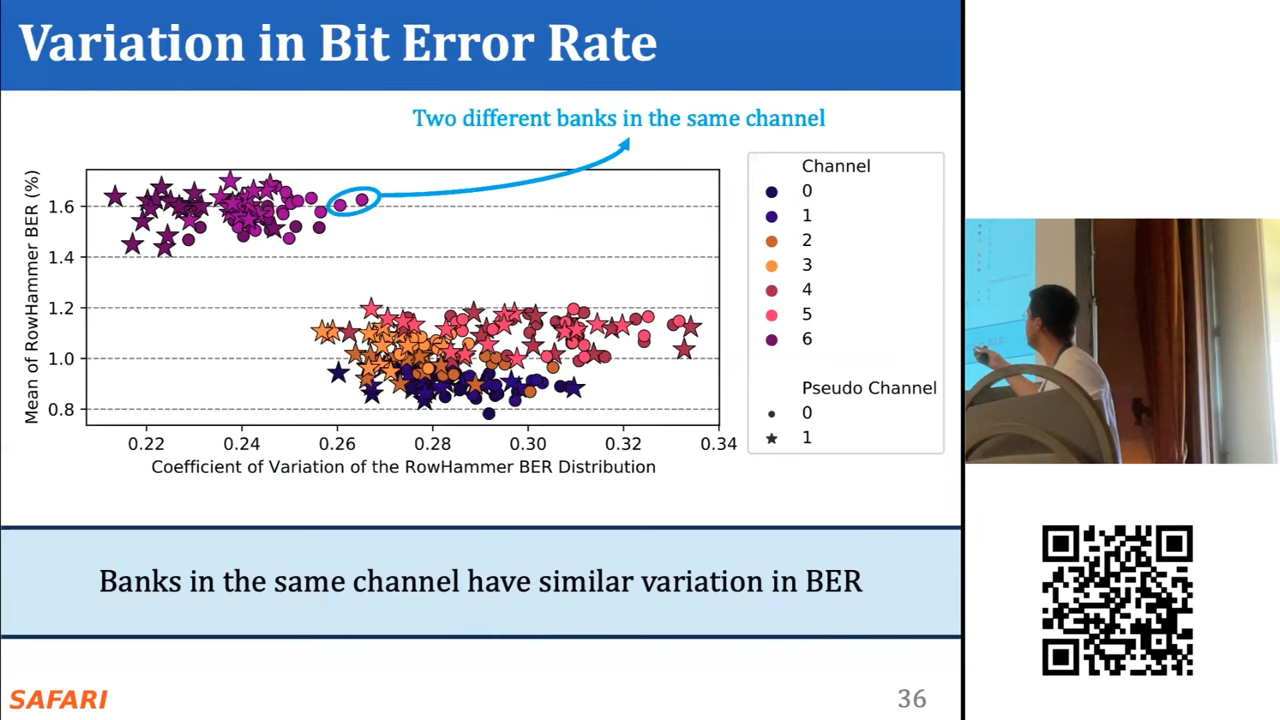 Variation in Bit Error Rate
Two different banks in the same channel
Mean of RowHammer BER (%)
1.6
1.4
1.2
1.0
0.8
0.22
0.24
0.26
0.28
0.30
0.32
0.34
Coefficient of Variation of the RowHammer BER Distribution
Channel
0
1
2
3
4
5
6
Pseudo Channel
0
1
Banks in the same channel have similar variation in BER
SAFARI
36